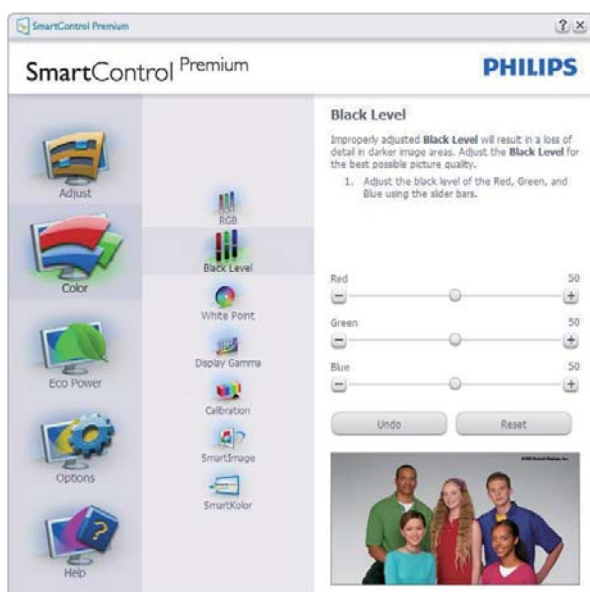 SmartControl Premium
SmartControl Premium
PHILIPS
Adjust
Color
Eco Power
Options
Help
RGB
Black Level
White Point
Display Gamma
Calibration
SmartImage
SmartKolor
Black Level
Improperly adjusted Black Level will result in a loss of
detail in darker image areas. Adjust the Black Level for
the best possible picture quality.
1. Adjust the black level of the Red, Green, and
Blue using the slider bars.
Red 50
Green 50
Blue 50
Undo Reset